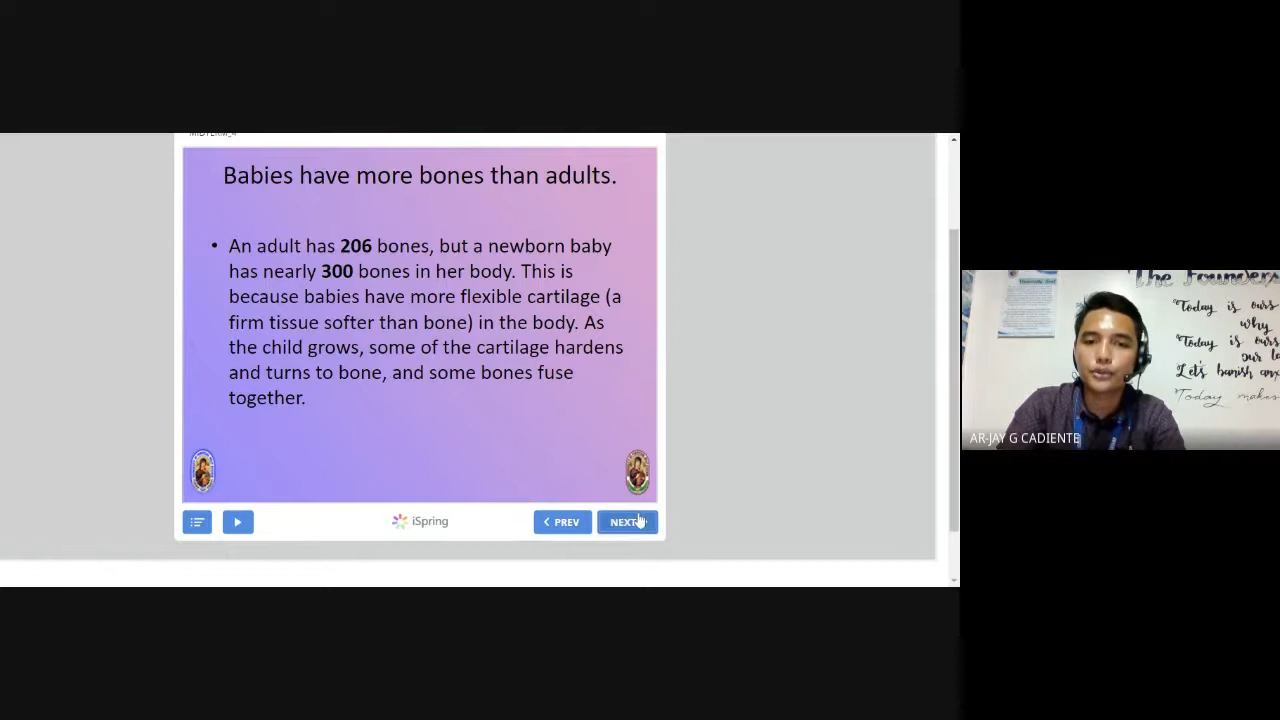 MIDTERM_4
Babies have more bones than adults.
• An adult has 206 bones, but a newborn baby
has nearly 300 bones in her body. This is
because babies have more flexible cartilage (a
firm tissue softer than bone) in the body. As
the child grows, some of the cartilage hardens
and turns to bone, and some bones fuse
together.
iSpring
PREV
NEXT
The Founders
"Today is ours
why
"Today is ours
our
Let's banish
Today makes
AR-JAY G CADIENTE